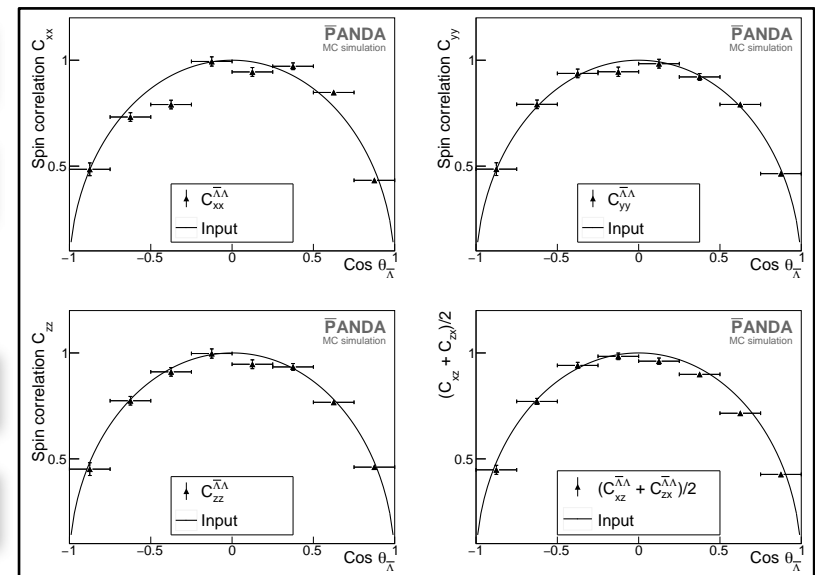 Spin correlation C_xx
1
0.5
P̅ANDA
MC simulation
C_xx^Λ̅Λ
Input
−1 −0.5 0 0.5 1
Cos θ_Λ̅
Spin correlation C_yy
1
0.5
P̅ANDA
MC simulation
C_yy^Λ̅Λ
Input
−1 −0.5 0 0.5 1
Cos θ_Λ̅
Spin correlation C_zz
1
0.5
P̅ANDA
MC simulation
C_zz^Λ̅Λ
Input
−1 −0.5 0 0.5 1
Cos θ_Λ̅
(C_xz + C_zx)/2
1
0.5
P̅ANDA
MC simulation
(C_xz^Λ̅Λ + C_zx^Λ̅Λ)/2
Input
−1 −0.5 0 0.5 1
Cos θ_Λ̅